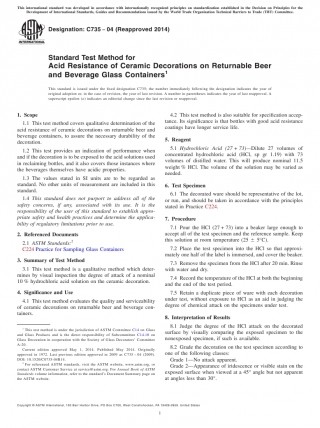 This international standard was developed in accordance with internationally recognized principles on standardization established in the Decision on Principles for the
Development of International Standards, Guides and Recommendations issued by the World Trade Organization Technical Barriers to Trade (TBT) Committee.
Designation: C735 - 04 (Reapproved 2014)
Standard Test Method for
Acid Resistance of Ceramic Decorations on Returnable Beer
and Beverage Glass Containers1
This standard is issued under the fixed designation C735; the number immediately following the designation indicates the year of
original adoption or, in the case of revision, the year of last revision. A number in parentheses indicates the year of last reapproval. A
superscript epsilon (ε) indicates an editorial change since the last revision or reapproval.
1. Scope
1.1 This test method covers qualitative determination of the
acid resistance of ceramic decorations on returnable beer and
beverage containers, to assure the necessary durability of the
decoration.
1.2 This test provides an indication of performance when
and if the decoration is to be exposed to the acid solutions used
in reclaiming bottles, and it also covers those instances where
the beverages themselves have acidic properties.
1.3 The values stated in SI units are to be regarded as
standard. No other units of measurement are included in this
standard.
1.4 This standard does not purport to address all of the
safety concerns, if any, associated with its use. It is the
responsibility of the user of this standard to establish appro-
priate safety and health practices and determine the applica-
bility of regulatory limitations prior to use.
2. Referenced Documents
2.1 ASTM Standards:2
C224 Practice for Sampling Glass Containers
3. Summary of Test Method
3.1 This test method is a qualitative method which deter-
mines by visual inspection the degree of attack of a nominal
10 % hydrochloric acid solution on the ceramic decoration.
4. Significance and Use
4.1 This test method evaluates the quality and serviceability
of ceramic decorations on returnable beer and beverage con-
tainers.
1 This test method is under the jurisdiction of ASTM Committee C14 on Glass
and Glass Products and is the direct responsibility of Subcommittee C14.10 on
Glass Decoration in cooperation with the Society of Glass Decorators' Committee
A-20.
Current edition approved May 1, 2014. Published May 2014. Originally
approved in 1972. Last previous edition approved in 2009 as C735 – 04 (2009).
DOI: 10.1520/C0735-04R14.
2 For referenced ASTM standards, visit the ASTM website, www.astm.org, or
contact ASTM Customer Service at service@astm.org. For Annual Book of ASTM
Standards volume information, refer to the standard's Document Summary page on
the ASTM website.
4.2 This test method is also suitable for specification accept-
ance. Its significance is that bottles with good acid resistance
coatings have longer service life.
5. Reagent
5.1 Hydrochloric Acid (27 + 73)—Dilute 27 volumes of
concentrated hydrochloric acid (HCl, sp gr 1.19) with 73
volumes of distilled water. This will produce nominal 11.5
weight % HCl. The volume of the solution may be varied as
needed.
6. Test Specimens
6.1 The decorated ware should be representative of the lot,
or run, and should be taken in accordance with the principles
stated in Practice C224.
7. Procedure
7.1 Pour the HCl (27 + 73) into a beaker large enough to
accept all of the test specimen and the reference sample. Keep
this solution at room temperature (25 ± 5°C).
7.2 Place the test specimen into the HCl so that approxi-
mately one half of the label is immersed, and cover the beaker.
7.3 Remove the specimen from the HCl after 20 min. Rinse
with water and dry.
7.4 Record the temperature of the HCl at both the beginning
and the end of the test period.
7.5 Retain a duplicate piece of ware with each decoration
under test, without exposure to HCl as an aid in judging the
degree of chemical attack on the specimens under test.
8. Interpretation of Results
8.1 Judge the degree of the HCl attack on the decorated
specimen by visually comparing the exposed specimen to the
nonexposed specimen, if such is available.
8.2 Grade the decoration on the test specimen according to
one of the following classes:
Grade 1—No attack apparent.
Grade 2—Appearance of iridescence or visible stain on the
exposed surface when viewed at a 45° angle but not apparent
at angles less than 30°.
Copyright © ASTM International, 100 Barr Harbor Drive, PO Box C700, West Conshohocken, PA 19428-2959. United States
1